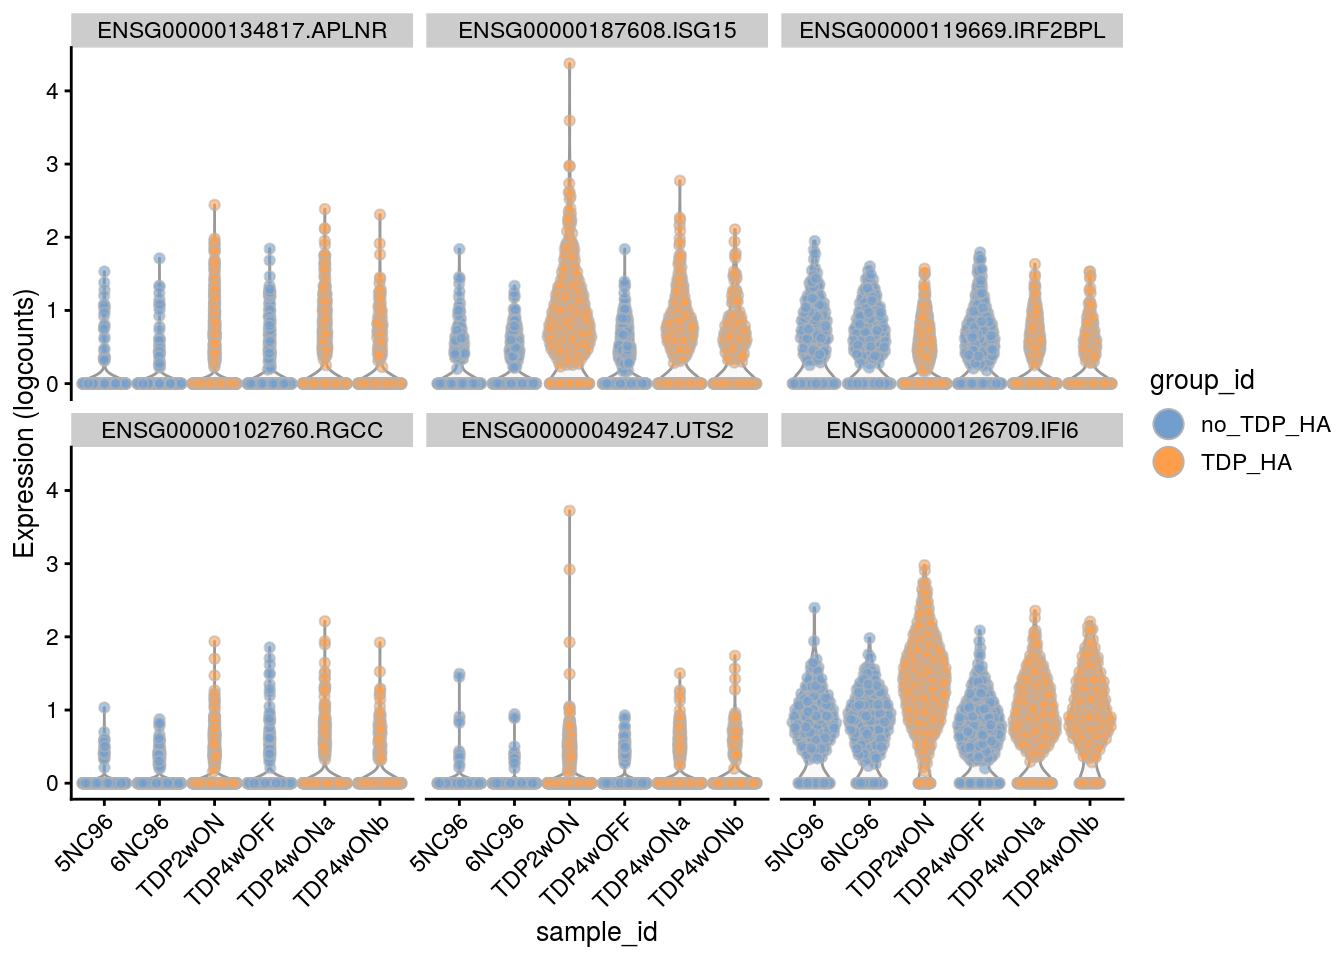 ENSG00000134817.APLNR
ENSG00000187608.ISG15
ENSG00000119669.IRF2BPL
4
3
2
1
0
ENSG00000102760.RGCC
ENSG00000049247.UTS2
ENSG00000126709.IFI6
4
3
2
1
0
Expression (logcounts)
5NC96
6NC96
TDP2wON
TDP4wOFF
TDP4wONa
TDP4wONb
5NC96
6NC96
TDP2wON
TDP4wOFF
TDP4wONa
TDP4wONb
5NC96
6NC96
TDP2wON
TDP4wOFF
TDP4wONa
TDP4wONb
sample_id
group_id
no_TDP_HA
TDP_HA